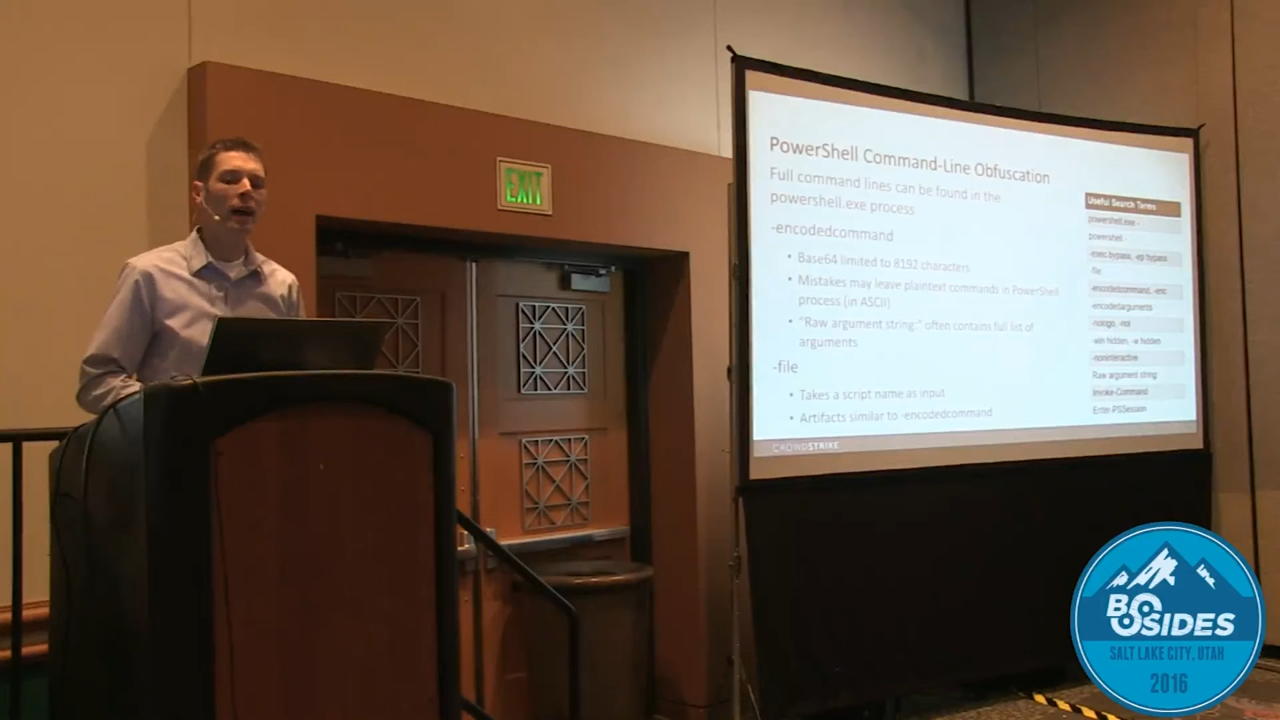 EXIT
PowerShell Command-Line Obfuscation
Full command lines can be found in the
powershell.exe process
-encodedcommand
• Base64 limited to 8192 characters
• Mistakes may leave plaintext commands in PowerShell
process (in ASCII)
• "Raw argument string:" often contains full list of
arguments
-file
• Takes a script name as input
• Artifacts similar to -encodedcommand
CROWDSTRIKE
Useful Search Terms
powershell.exe -
powershell -
-exec bypass, -ep bypass
-file
-encodedcommand, -enc
-encodedarguments
-nologo, -nol
-win hidden, -w hidden
-noninteractive
Raw argument string:
Invoke-Command
Enter-PSSession
BSIDES
SALT LAKE CITY, UTAH
2016